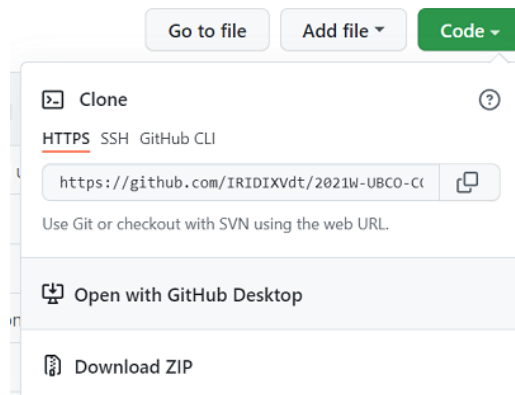 Go to file Add file Code
Clone
HTTPS SSH GitHub CLI
https://github.com/IRIDIXVdt/2021W-UBCO-C
Use Git or checkout with SVN using the web URL.
Open with GitHub Desktop
Download ZIP